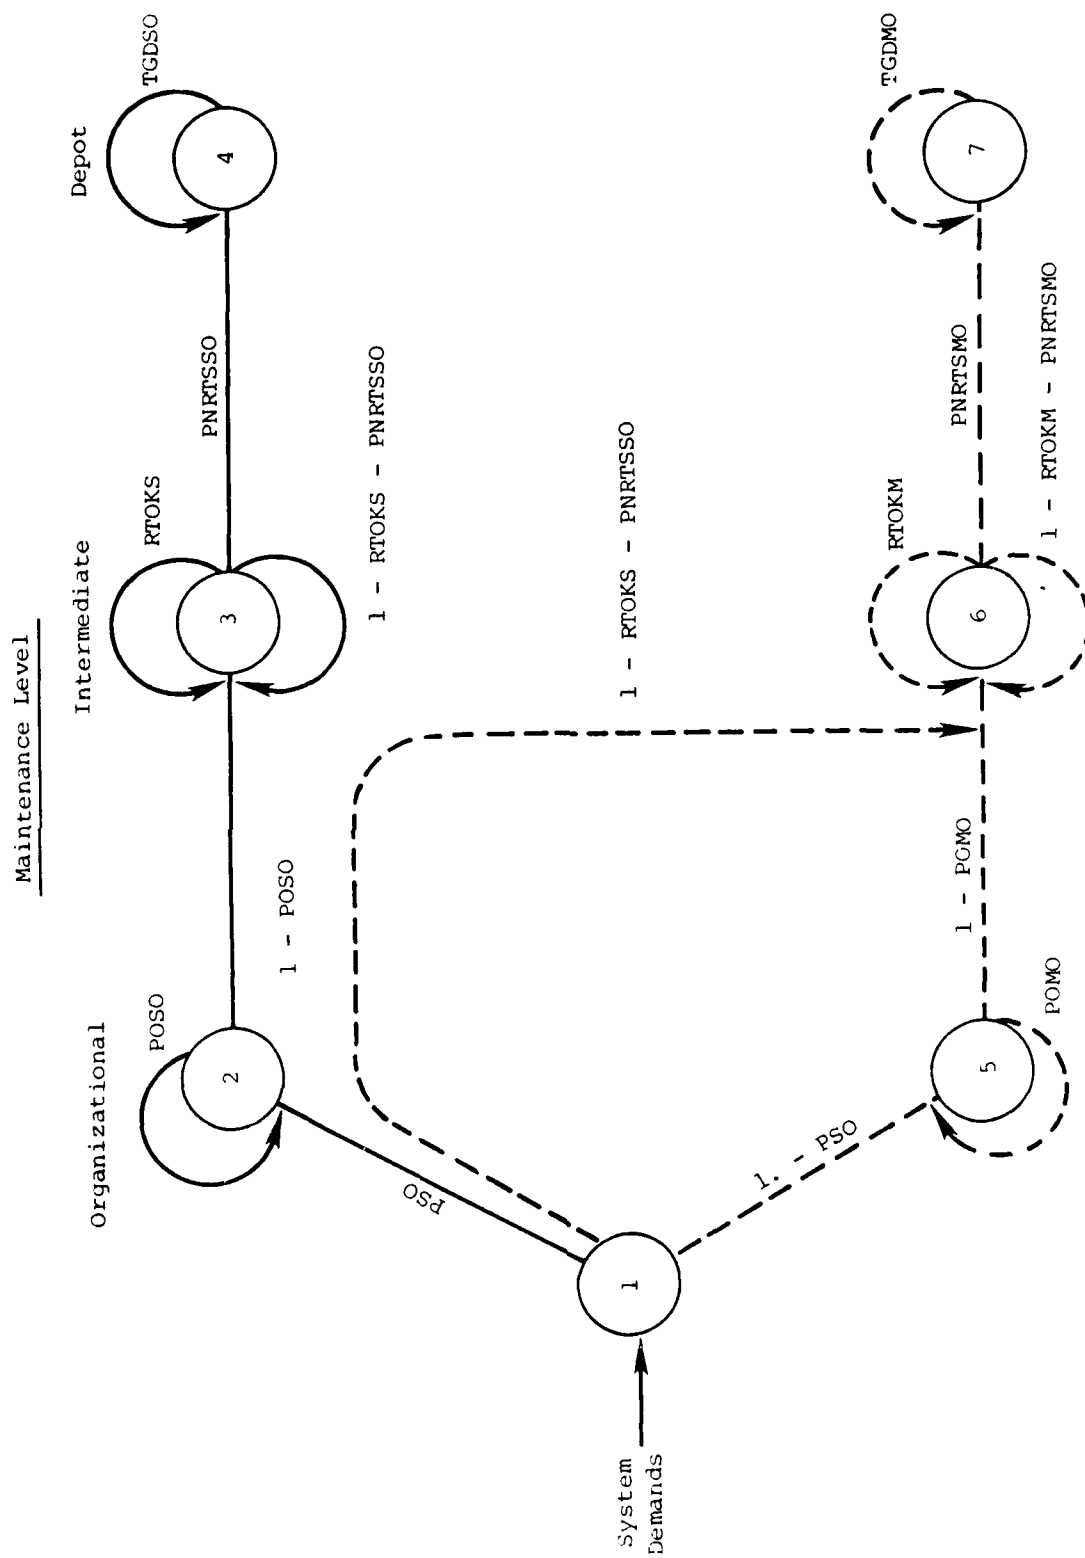 Maintenance Level
Organizational
Intermediate
Depot
POSO
RTOKS
TGDSO
2
3
4
1 - POSO
PNRTSSO
1 - RTOKS - PNRTSSO
PSO
1 - RTOKS - PNRTSSO
System
Demands
1
1. - PSO
RTOKM
TGDMO
1 - POMO
PNRTSMO
5
6
7
POMO
1 - RTOKM - PNRTSMO